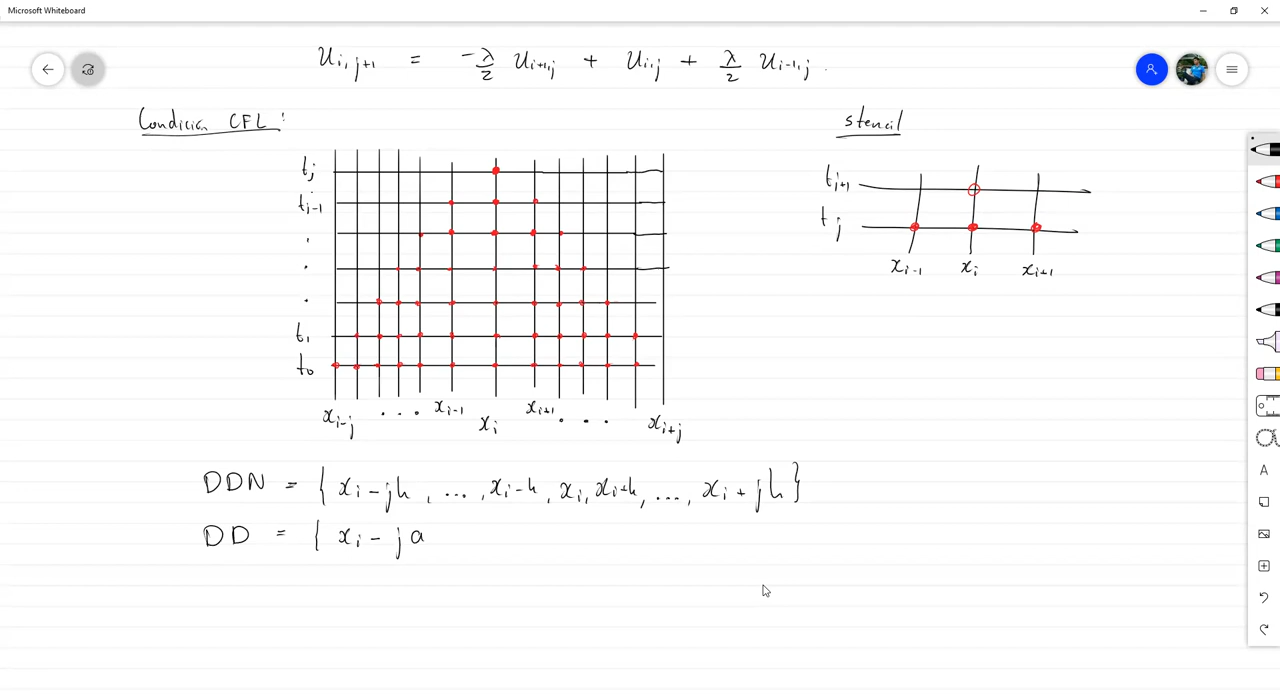 Microsoft Whiteboard
u_{i,j+1} = -λ/2 u_{i+1,j} + u_{i,j} + λ/2 u_{i-1,j}.
Condición CFL:
stencil
t_j
t_{j-1}
.
.
.
t_1
t_0
x_{i-j} ... x_{i-1} x_i x_{i+1} ... x_{i+j}
t_{j+1}
t_j
x_{i-1} x_i x_{i+1}
DDN = { x_i - jh, ..., x_i-h, x_i, x_i+h, ..., x_i + jh }
DD = { x_i - ja
A